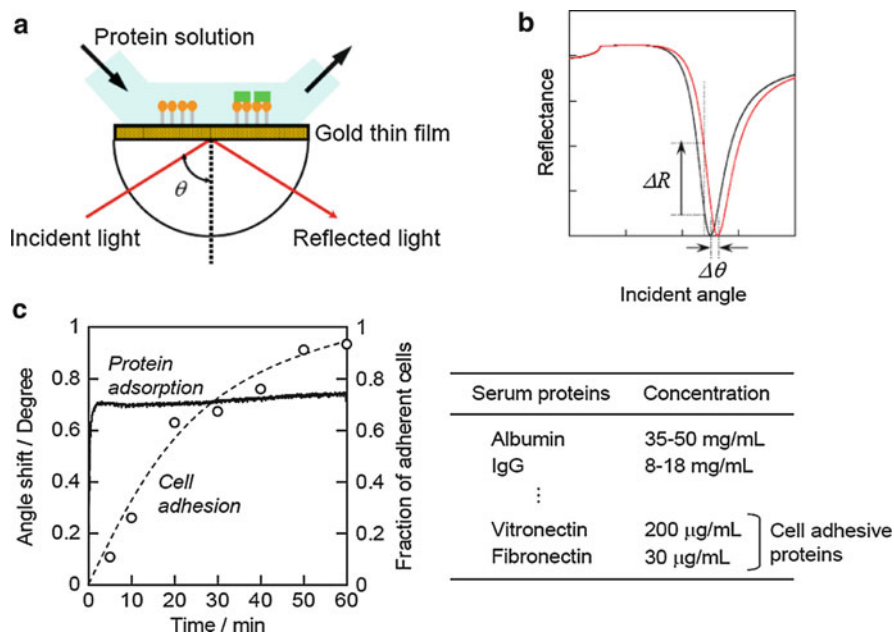 a
Protein solution
Gold thin film
θ
Incident light
Reflected light
b
Reflectance
ΔR
Δθ
Incident angle
c
Angle shift / Degree
1
0.8
0.6
0.4
0.2
0
Protein
adsorption
Cell
adhesion
0 10 20 30 40 50 60
Time / min
1
0.8
0.6
0.4
0.2
0
Fraction of adherent cells
Serum proteins Concentration
Albumin 35-50 mg/mL
IgG 8-18 mg/mL
⋮
Vitronectin 200 μg/mL
Fibronectin 30 μg/mL
Cell adhesive
proteins